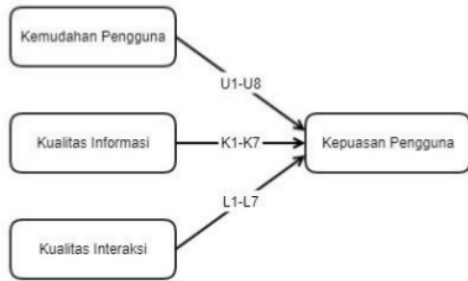 Kemudahan Pengguna
U1-U8
Kualitas Informasi
K1-K7
Kepuasan Pengguna
L1-L7
Kualitas Interaksi